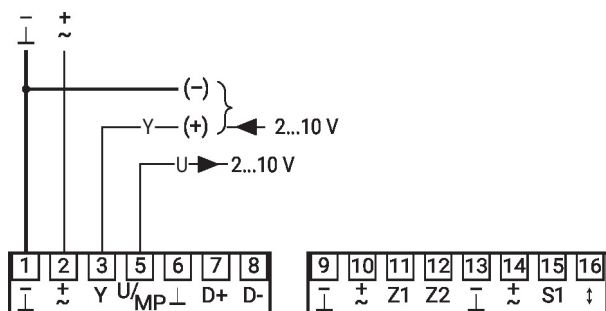 − +
⊥ ~
(−)
Y (+) 2...10 V
U 2...10 V
1 2 3 5 6 7 8 9 10 11 12 13 14 15 16
− + Y U/MP ⊥ D+ D- − + Z1 Z2 − + S1 ↕
⊥ ~ ⊥ ~ ⊥ ~